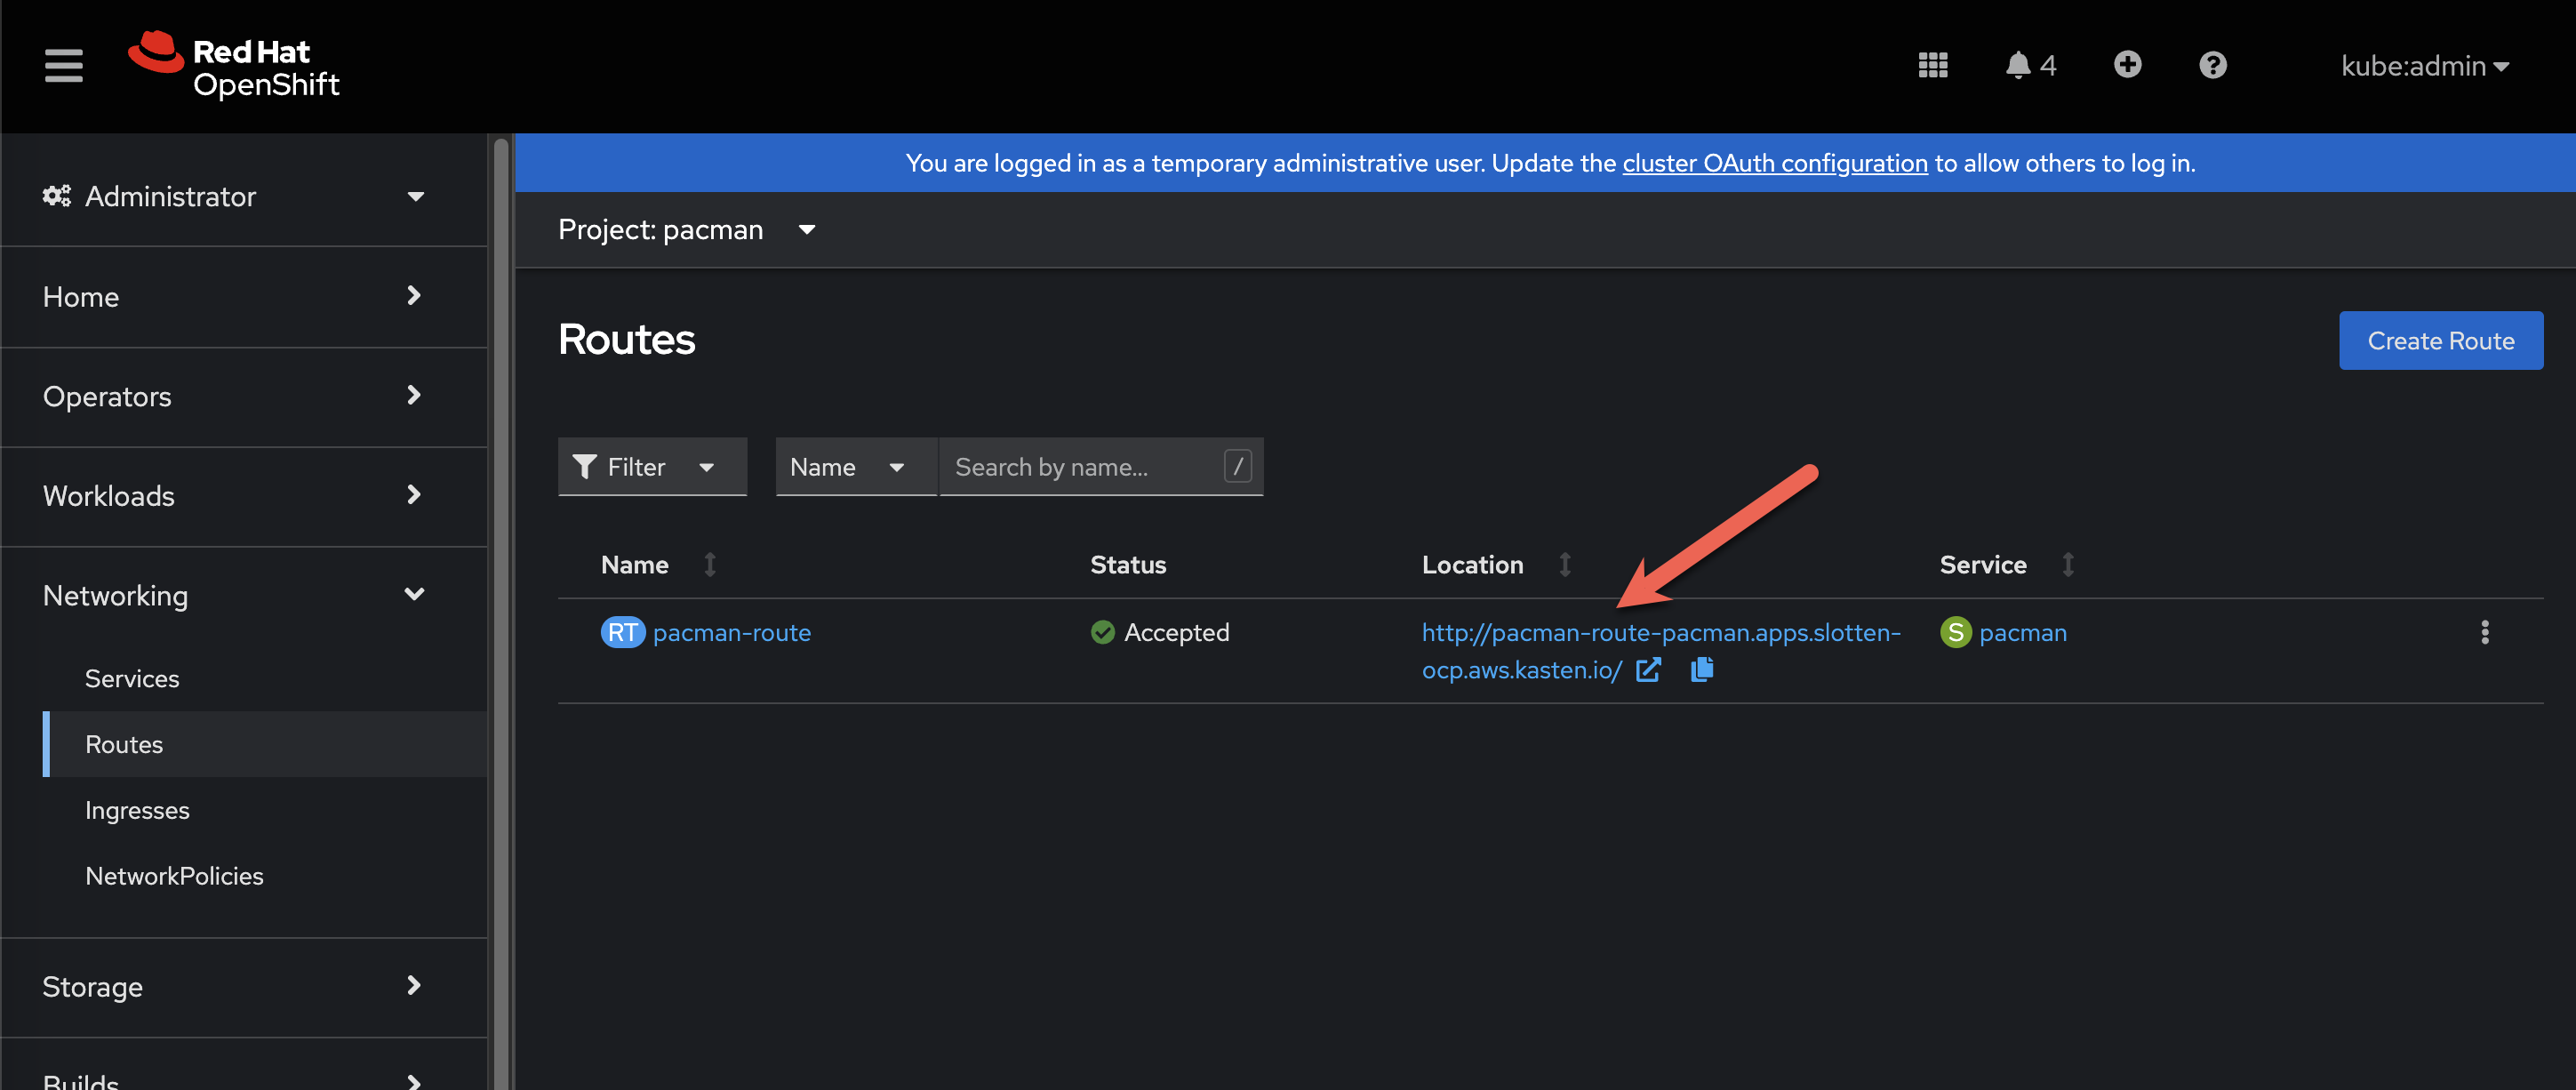 Red Hat
OpenShift
4
kube:admin
You are logged in as a temporary administrative user. Update the cluster OAuth configuration to allow others to log in.
Administrator
Home
Operators
Workloads
Networking
Services
Routes
Ingresses
NetworkPolicies
Storage
Builds
Project: pacman
Routes
Create Route
Filter
Name
Search by name...
/
Name
Status
Location
Service
RT pacman-route
Accepted
http://pacman-route-pacman.apps.slotten-
ocp.aws.kasten.io/
S pacman